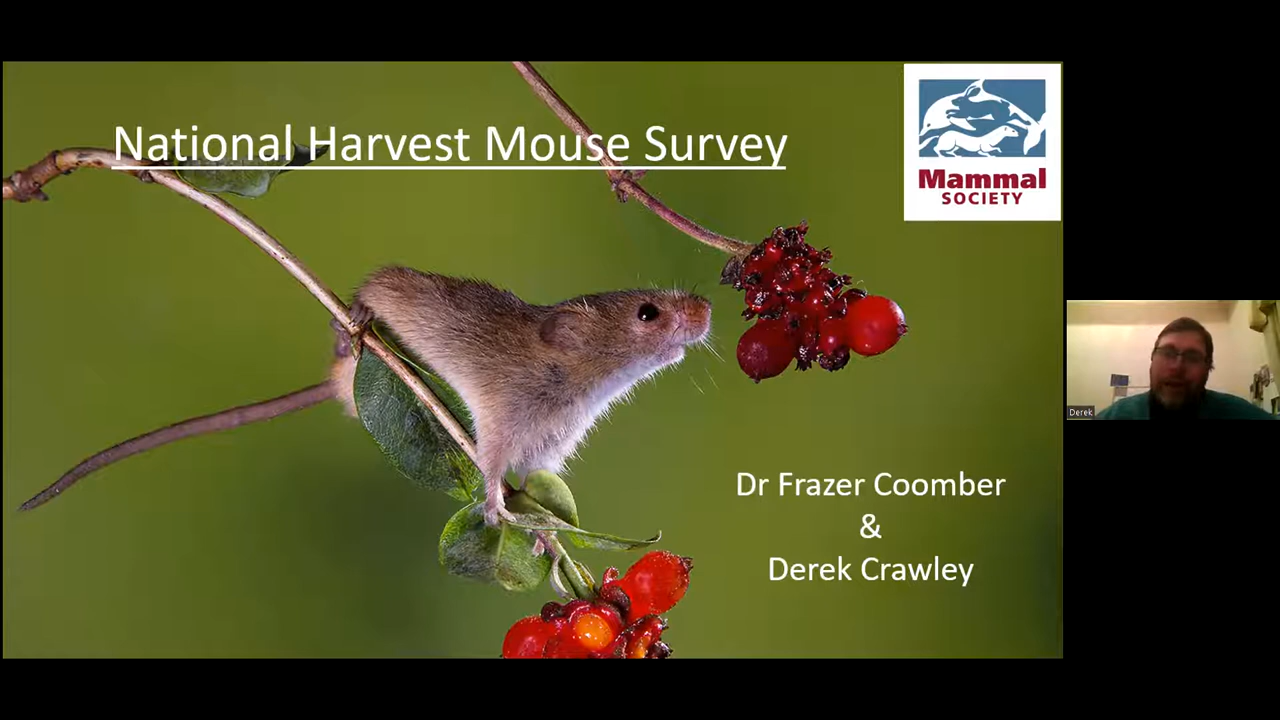 National Harvest Mouse Survey
Mammal
SOCIETY
Derek
Dr Frazer Coomber
&
Derek Crawley